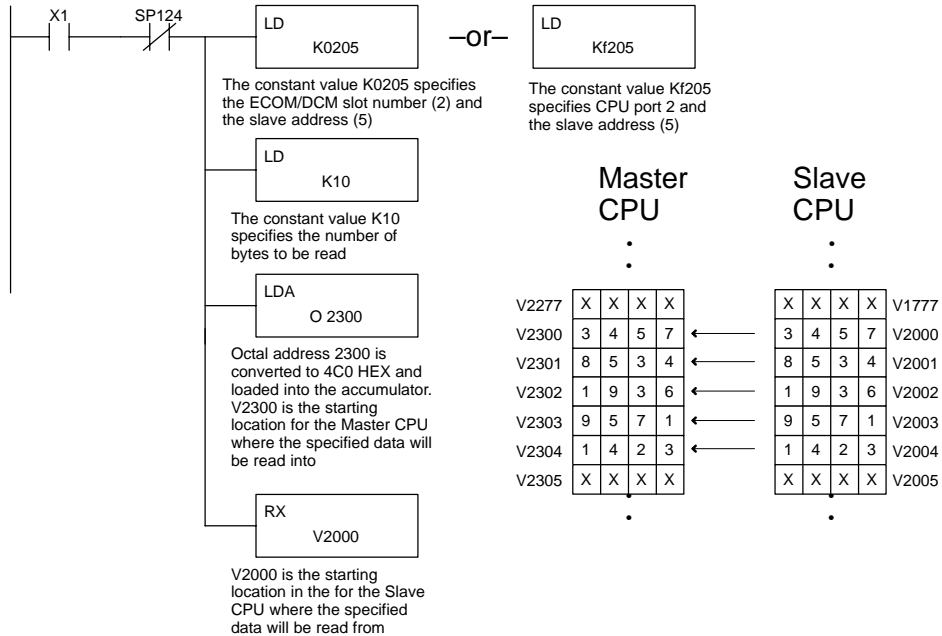 X1
SP124
LD
K0205
–or–
LD
Kf205
The constant value K0205 specifies
the ECOM/DCM slot number (2) and
the slave address (5)
The constant value Kf205
specifies CPU port 2 and
the slave address (5)
LD
K10
The constant value K10
specifies the number of
bytes to be read
LDA
O 2300
Octal address 2300 is
converted to 4C0 HEX and
loaded into the accumulator.
V2300 is the starting
location for the Master CPU
where the specified data will
be read into
RX
V2000
V2000 is the starting
location in the for the Slave
CPU where the specified
data will be read from
Master
CPU
Slave
CPU
V2277 X X X X X X X X V1777
V2300 3 4 5 7 3 4 5 7 V2000
V2301 8 5 3 4 8 5 3 4 V2001
V2302 1 9 3 6 1 9 3 6 V2002
V2303 9 5 7 1 9 5 7 1 V2003
V2304 1 4 2 3 1 4 2 3 V2004
V2305 X X X X X X X X V2005